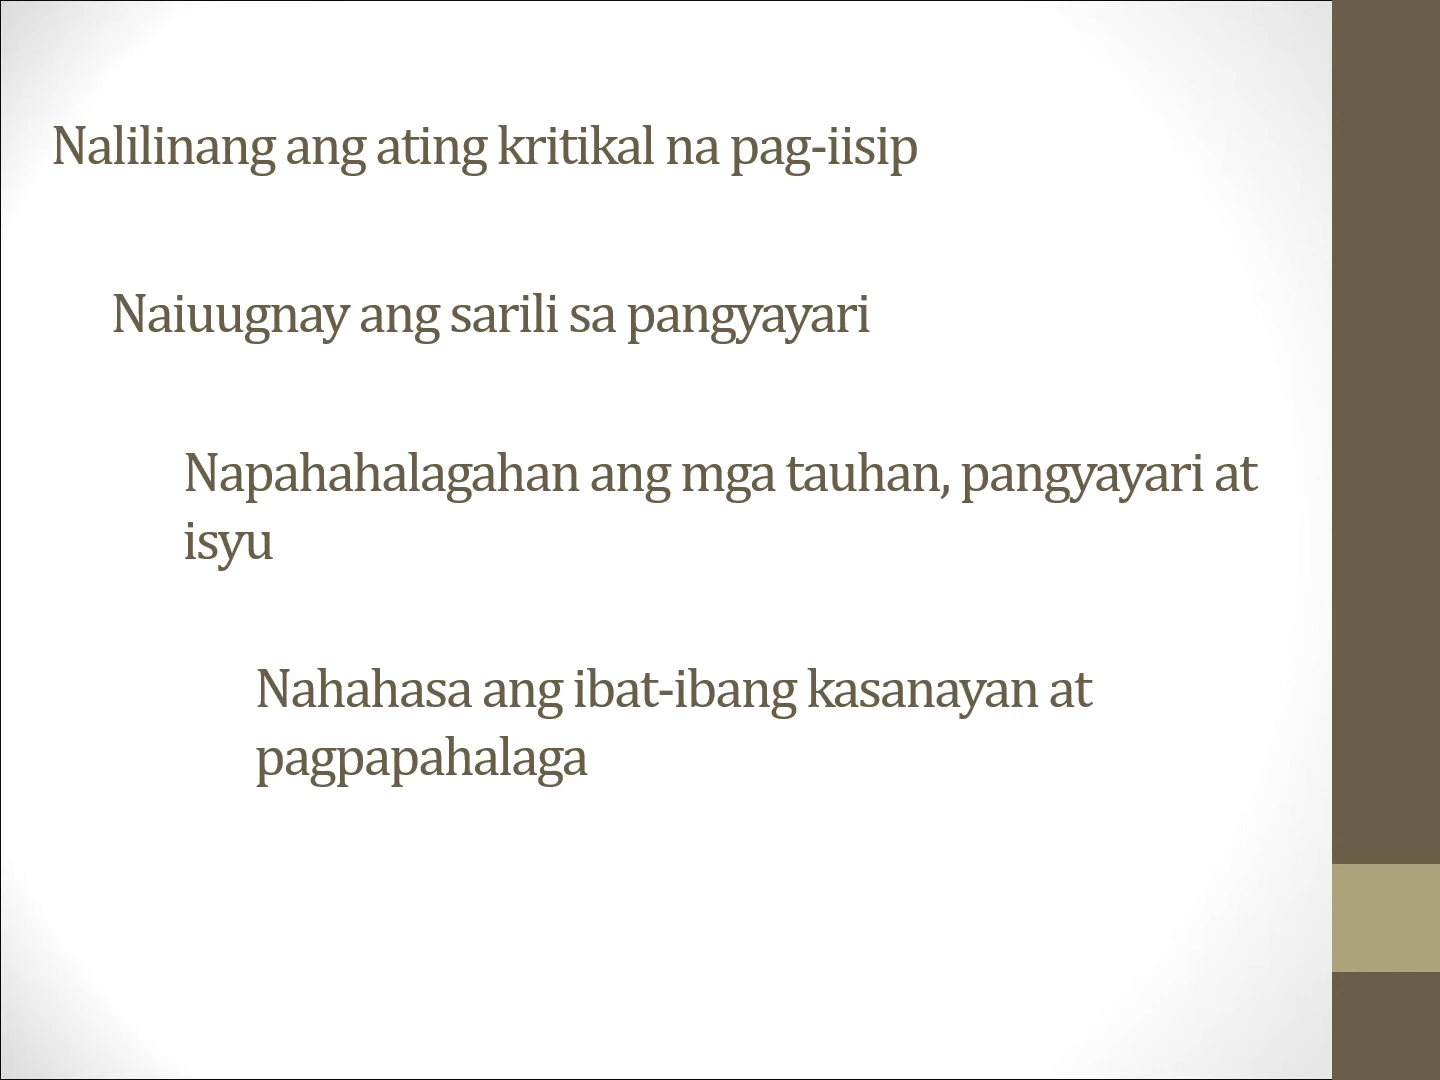 Nalilinang ang ating kritikal na pag-iisip
Naiuugnay ang sarili sa pangyayari
Napahahalagahan ang mga tauhan, pangyayari at
isyu
Nahahasa ang ibat-ibang kasanayan at
pagpapahalaga